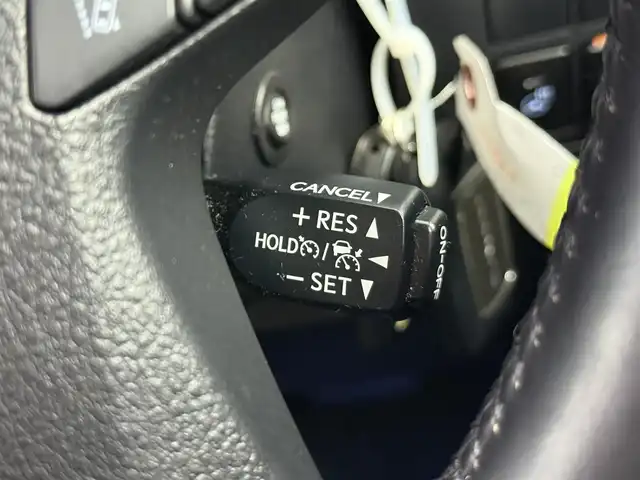 CANCEL▼
+ RES ▲
HOLD / ◀
− SET ▼
ON-OFF